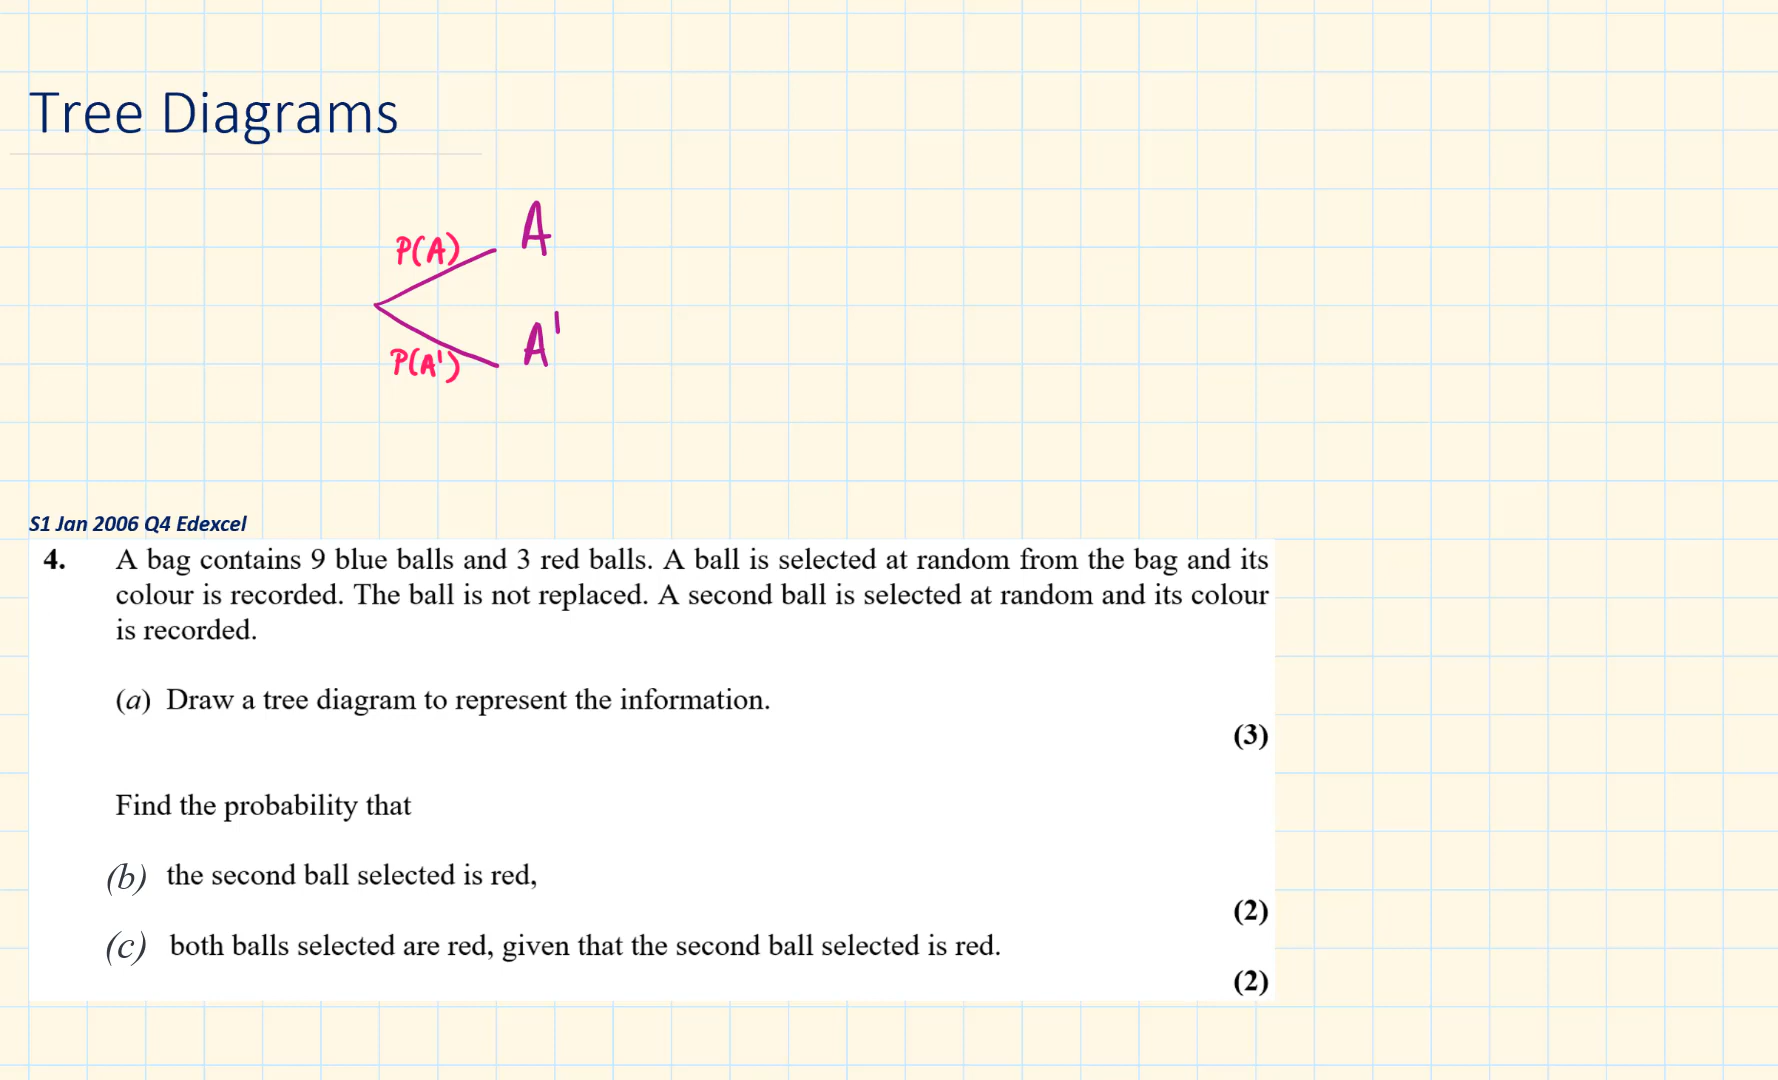 Tree Diagrams
P(A) A
P(A') A'
S1 Jan 2006 Q4 Edexcel
4. A bag contains 9 blue balls and 3 red balls. A ball is selected at random from the bag and its
colour is recorded. The ball is not replaced. A second ball is selected at random and its colour
is recorded.
(a) Draw a tree diagram to represent the information.
(3)
Find the probability that
(b) the second ball selected is red,
(2)
(c) both balls selected are red, given that the second ball selected is red.
(2)